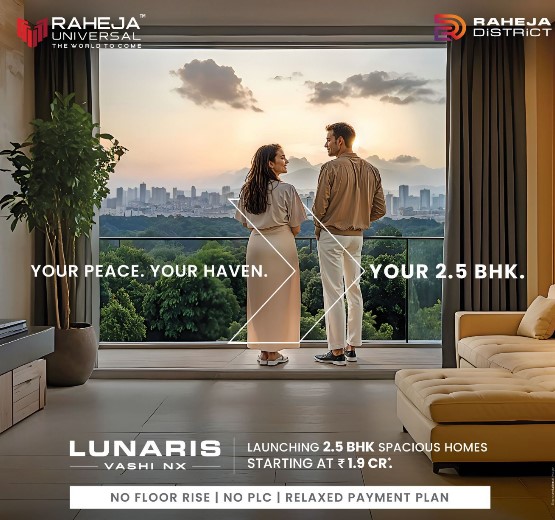 RAHEJA™
UNIVERSAL
THE WORLD TO COME
RAHEJA
DISTRICT
YOUR PEACE. YOUR HAVEN.
YOUR 2.5 BHK.
LUNARIS
VASHI NX
LAUNCHING 2.5 BHK SPACIOUS HOMES
STARTING AT ₹ 1.9 CR*.
NO FLOOR RISE | NO PLC | RELAXED PAYMENT PLAN